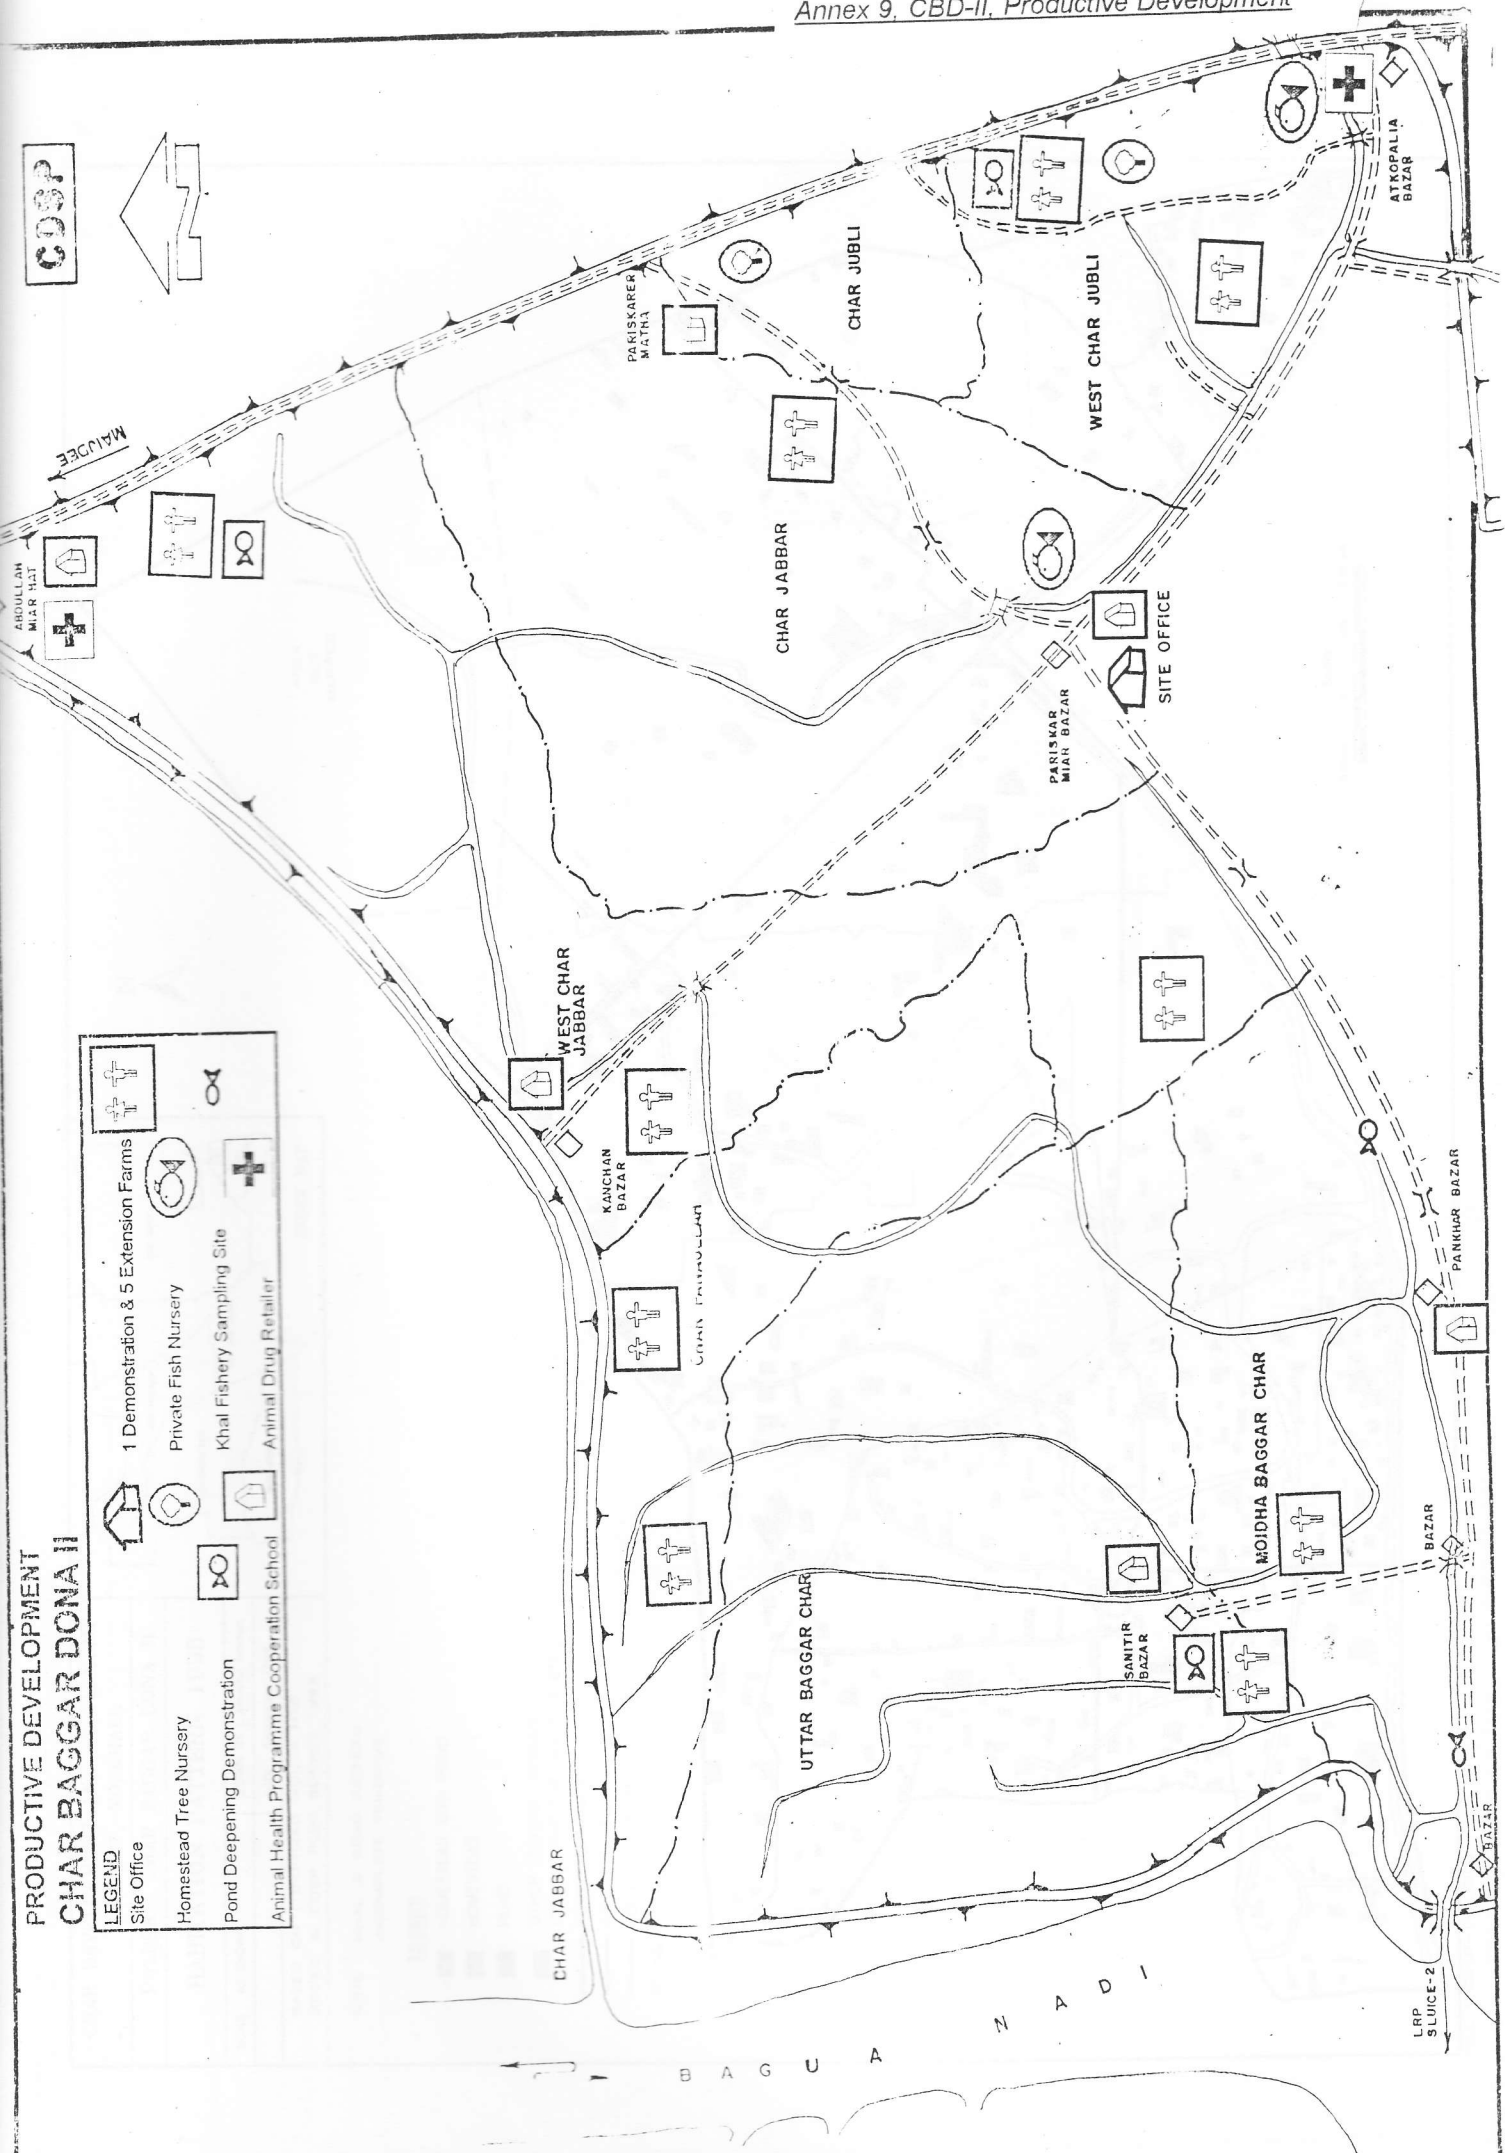 Annex 9, CBD-II, Productive Development
CDSP
PRODUCTIVE DEVELOPMENT
CHAR BAGGAR DONA II
LEGEND
Site Office
1 Demonstration & 5 Extension Farms
Homestead Tree Nursery
Private Fish Nursery
Pond Deepening Demonstration
Khal Fishery Sampling Site
Animal Health Programme Cooperation School
Animal Drug Retailer
MAIJDEE
ABDULLAH
MIAR HAT
PARISKARER
MATHA
CHAR JUBLI
WEST CHAR JUBLI
ATKOPALIA
BAZAR
CHAR JABBAR
SITE OFFICE
PARISKAR
MIAR BAZAR
WEST CHAR
JABBAR
KANCHAN
BAZAR
CHAR
PANKHAR BAZAR
MOIDHA BAGGAR CHAR
BAZAR
UTTAR BAGGAR CHAR
SANITIR
BAZAR
BAZAR
CHAR JABBAR
BAGUA NADI
LRP
SLUICE-2